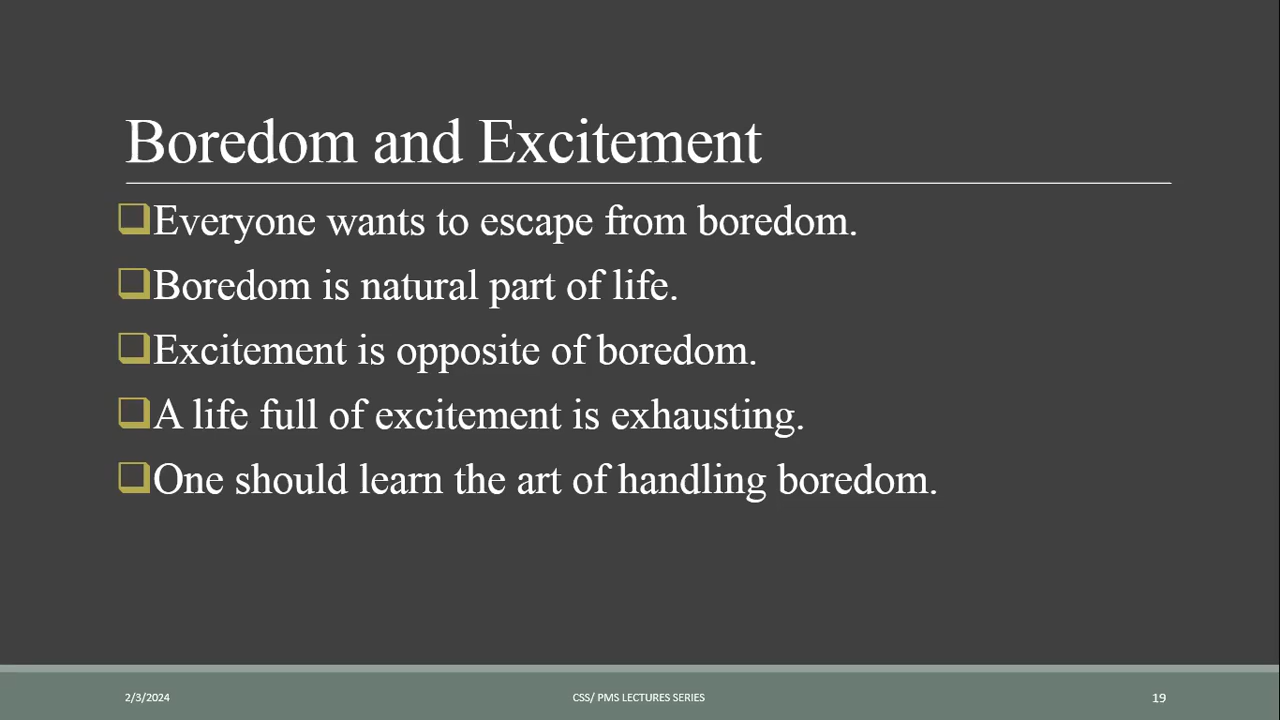 Boredom and Excitement
Everyone wants to escape from boredom.
Boredom is natural part of life.
Excitement is opposite of boredom.
A life full of excitement is exhausting.
One should learn the art of handling boredom.
2/3/2024
CSS/ PMS LECTURES SERIES
19